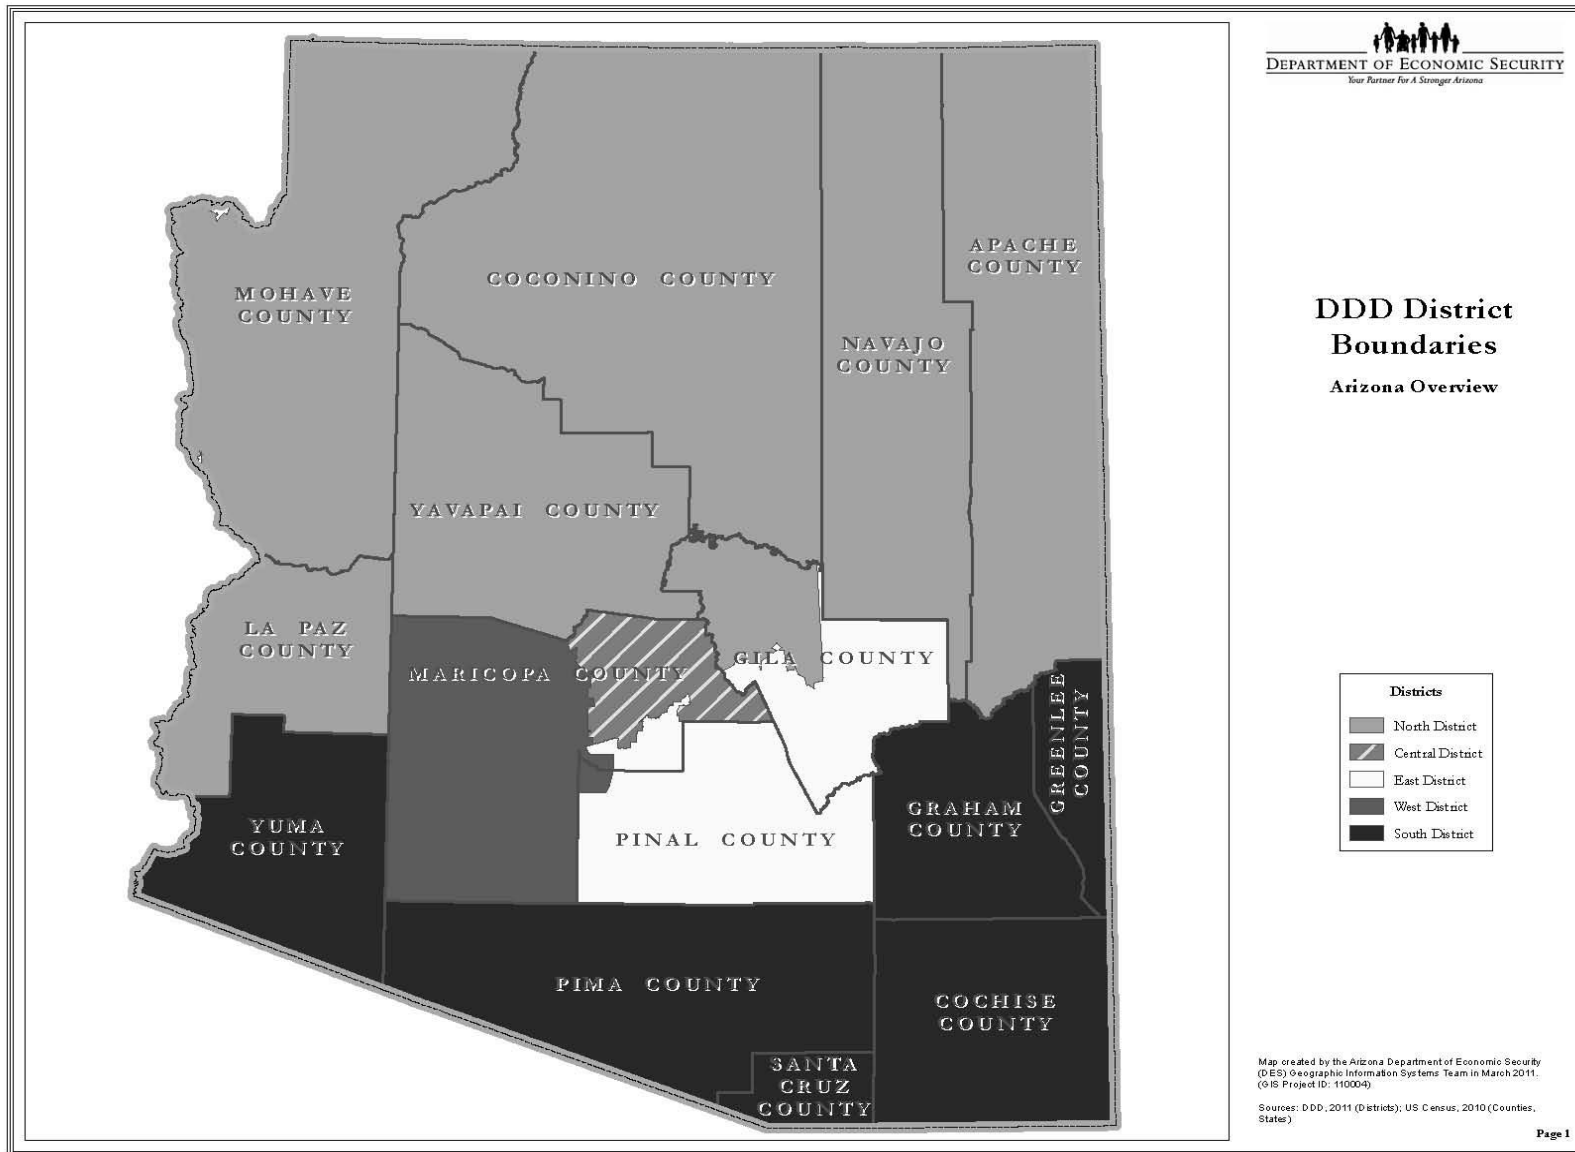 DEPARTMENT OF ECONOMIC SECURITY
Your Partner For A Stronger Arizona
DDD District
Boundaries
Arizona Overview
MOHAVE
COUNTY
COCONINO COUNTY
APACHE
COUNTY
NAVAJO
COUNTY
YAVAPAI COUNTY
LA PAZ
COUNTY
MARICOPA COUNTY
GILA COUNTY
GREENLEE
COUNTY
YUMA
COUNTY
PINAL COUNTY
GRAHAM
COUNTY
PIMA COUNTY
COCHISE
COUNTY
SANTA
CRUZ
COUNTY
Districts
North District
Central District
East District
West District
South District
Map created by the Arizona Department of Economic Security
(DES) Geographic Information Systems Team in March 2011.
(GIS Project ID: 110004)
Sources: DDD, 2011 (Districts); US Census, 2010 (Counties,
States)
Page 1